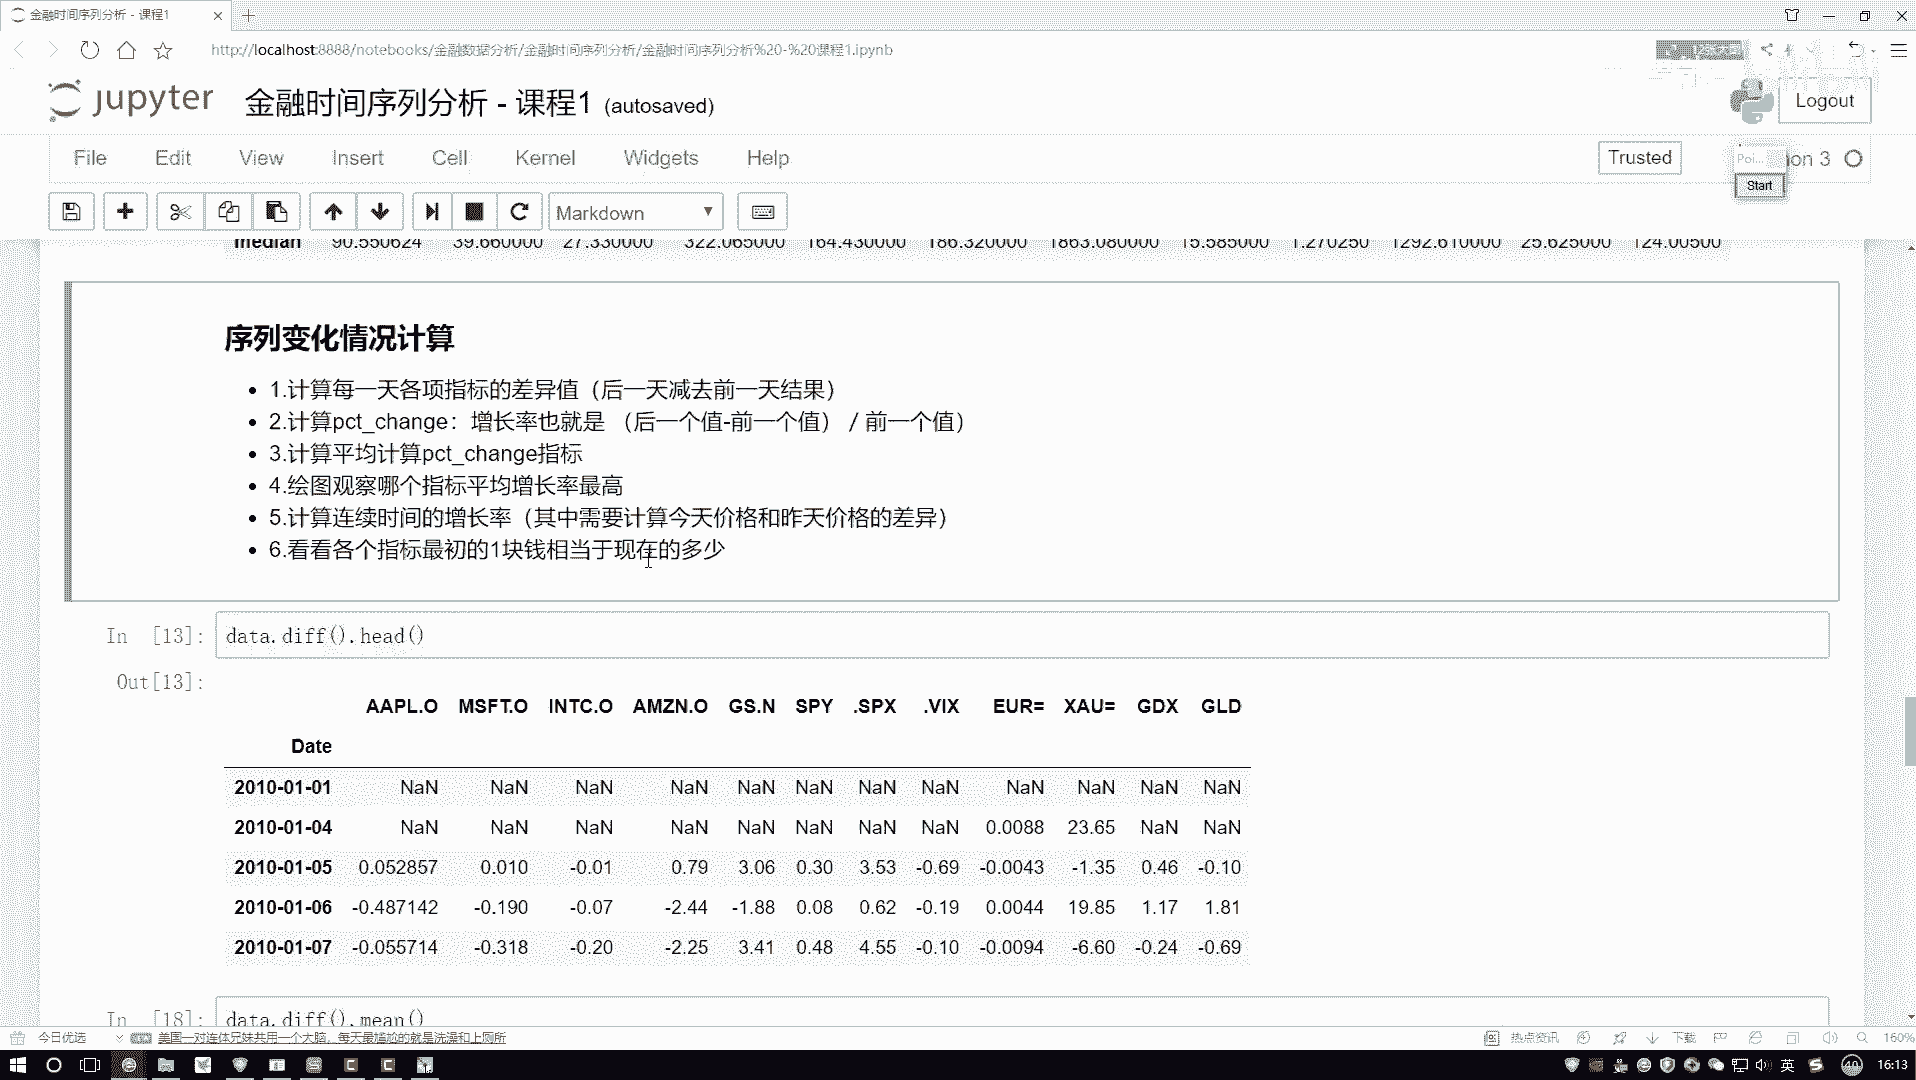 金融时间序列分析 - 课程1
http://localhost:8888/notebooks/金融数据分析/金融时间序列分析/金融时间序列分析%20-%20课程1.ipynb
jupyter 金融时间序列分析 - 课程1 (autosaved)
Logout
File Edit View Insert Cell Kernel Widgets Help
Trusted
Poi... on 3
Start
Markdown
median 90.550624 39.660000 27.330000 322.065000 164.430000 186.320000 1863.080000 15.585000 1.270250 1292.610000 25.625000 124.00500
序列变化情况计算
• 1.计算每一天各项指标的差异值（后一天减去前一天结果）
• 2.计算pct_change：增长率也就是 （后一个值-前一个值） / 前一个值）
• 3.计算平均计算pct_change指标
• 4.绘图观察哪个指标平均增长率最高
• 5.计算连续时间的增长率（其中需要计算今天价格和昨天价格的差异）
• 6.看看各个指标最初的1块钱相当于现在的多少
In [13]: data.diff().head()
Out[13]:
AAPL.O MSFT.O INTC.O AMZN.O GS.N SPY .SPX .VIX EUR= XAU= GDX GLD
Date
2010-01-01 NaN NaN NaN NaN NaN NaN NaN NaN NaN NaN NaN NaN
2010-01-04 NaN NaN NaN NaN NaN NaN NaN NaN 0.0088 23.65 NaN NaN
2010-01-05 0.052857 0.010 -0.01 0.79 3.06 0.30 3.53 -0.69 -0.0043 -1.35 0.46 -0.10
2010-01-06 -0.487142 -0.190 -0.07 -2.44 -1.88 0.08 0.62 -0.19 0.0044 19.85 1.17 1.81
2010-01-07 -0.055714 -0.318 -0.20 -2.25 3.41 0.48 4.55 -0.10 -0.0094 -6.60 -0.24 -0.69
In [18]: data.diff().mean()
今日优选 美国一对连体兄妹共用一个大脑，每天最尴尬的就是洗澡和上厕所 热点资讯 下载 160%
英 40 16:13